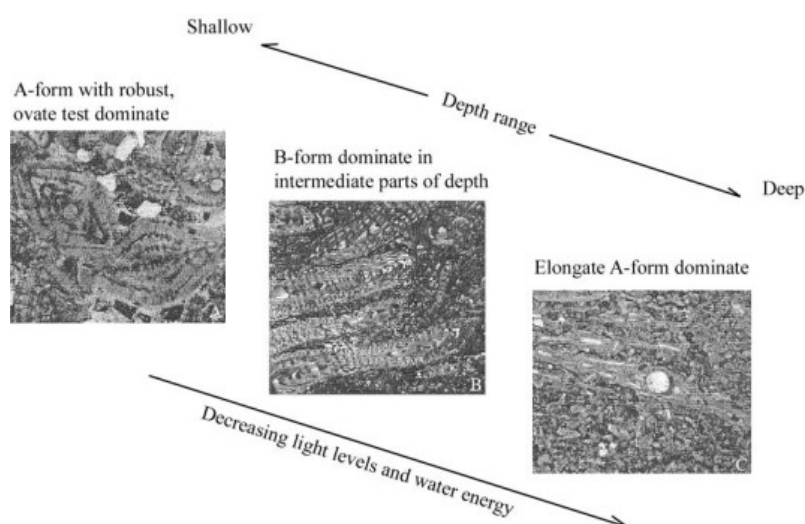 Shallow
A-form with robust,
ovate test dominate
Depth range
B-form dominate in
intermediate parts of depth
Deep
Elongate A-form dominate
B
C
Decreasing light levels and water energy